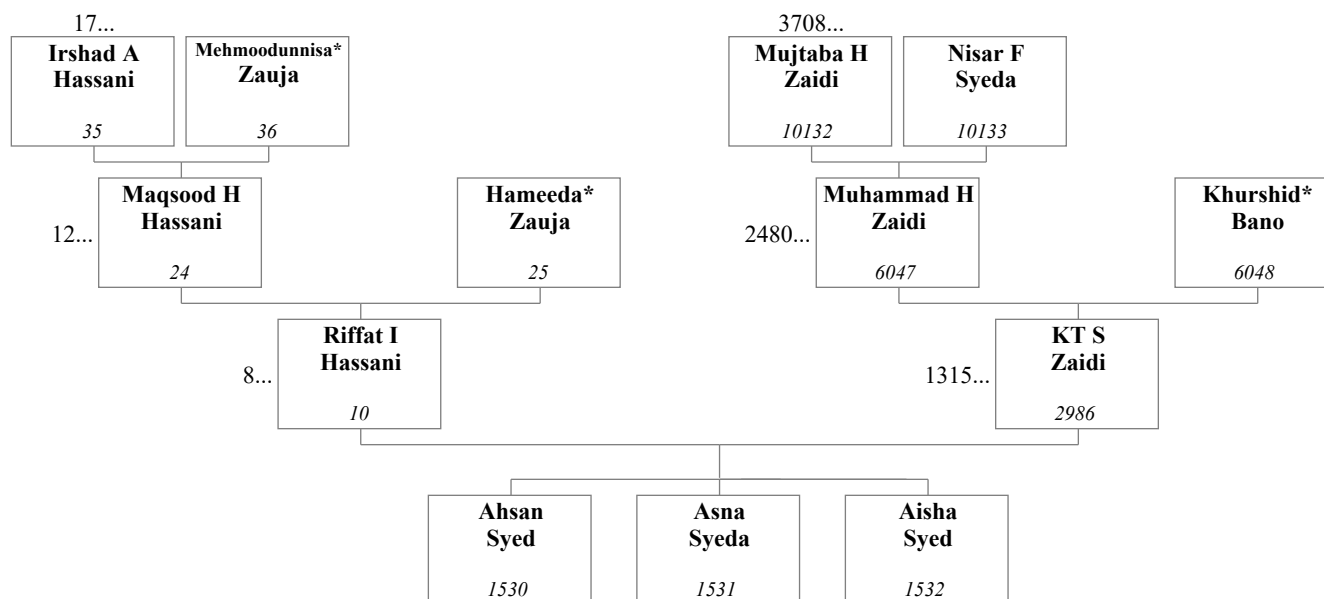 17...
Irshad A
Hassani
35
Mehmoodunnisa*
Zauja
36
3708...
Mujtaba H
Zaidi
10132
Nisar F
Syeda
10133
12...
Maqsood H
Hassani
24
Hameeda*
Zauja
25
2480...
Muhammad H
Zaidi
6047
Khurshid*
Bano
6048
8...
Riffat I
Hassani
10
1315...
KT S
Zaidi
2986
Ahsan
Syed
1530
Asna
Syeda
1531
Aisha
Syed
1532